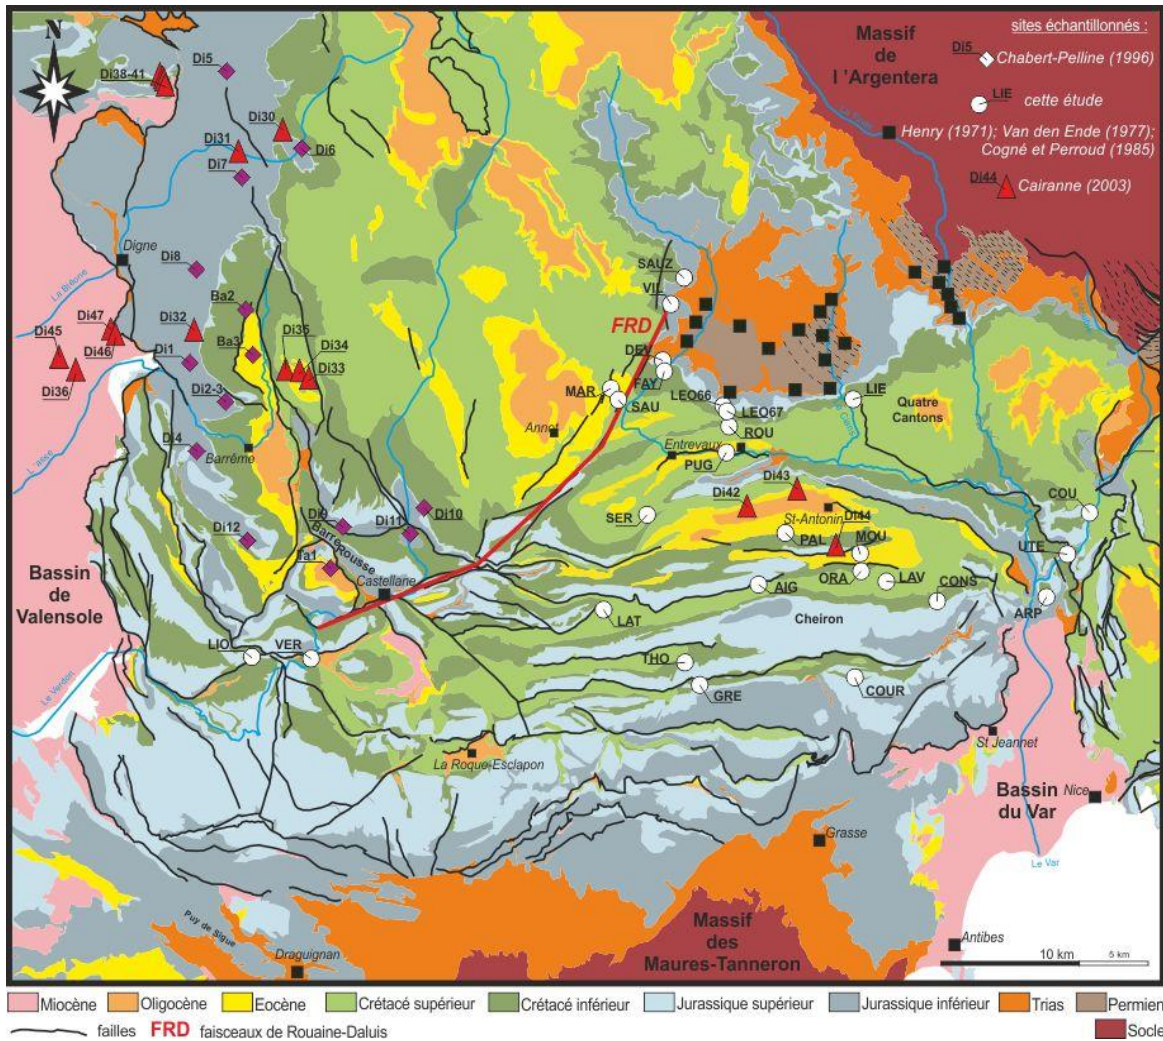 N
Massif
de
l 'Argentera
sites échantillonnés :
Di5
Chabert-Pelline (1996)
LIE
cette étude
Henry (1971); Van den Ende (1977);
Cogné et Perroud (1985)
Di44
Cairanne (2003)
Di38-41
Di5
Di30
Di31
Di6
Di7
Digne
La Bléone
Di8
SAUZ
VIL
Ba2
FRD
Di47
Di45
Di32
Di35
Di46
Ba3
Di34
Di1
DEV
Di33
Di36
FAY
MAR
LIE
Di2-3
LEO66
SAU
Quatre
Cantons
LEO67
Annot
ROU
L' Asse
Di4
Entrevaux
Barrême
PUG
Di43
Di42
COU
Di10
SER
Di9
Di11
St-Antonin
DI44
Di12
Barre Rousse
PAL
MOU
UTE
Bassin
de
Valensole
Ta1
Castellane
ORA
LAV
AIG
CONS
ARP
LAT
Cheiron
LIO
VER
THO
Le Verdon
GRE
COUR
St Jeannet
La Roque-Esclapon
Bassin
du Var
Nice
Grasse
Le Var
Puy de Sigue
Massif
des
Maures-Tanneron
Antibes
Draguignan
10 km
5 km
Miocène
Oligocène
Eocène
Crétacé supérieur
Crétacé inférieur
Jurassique supérieur
Jurassique inférieur
Trias
Permien
failles
FRD
faisceaux de Rouaine-Daluis
Socle